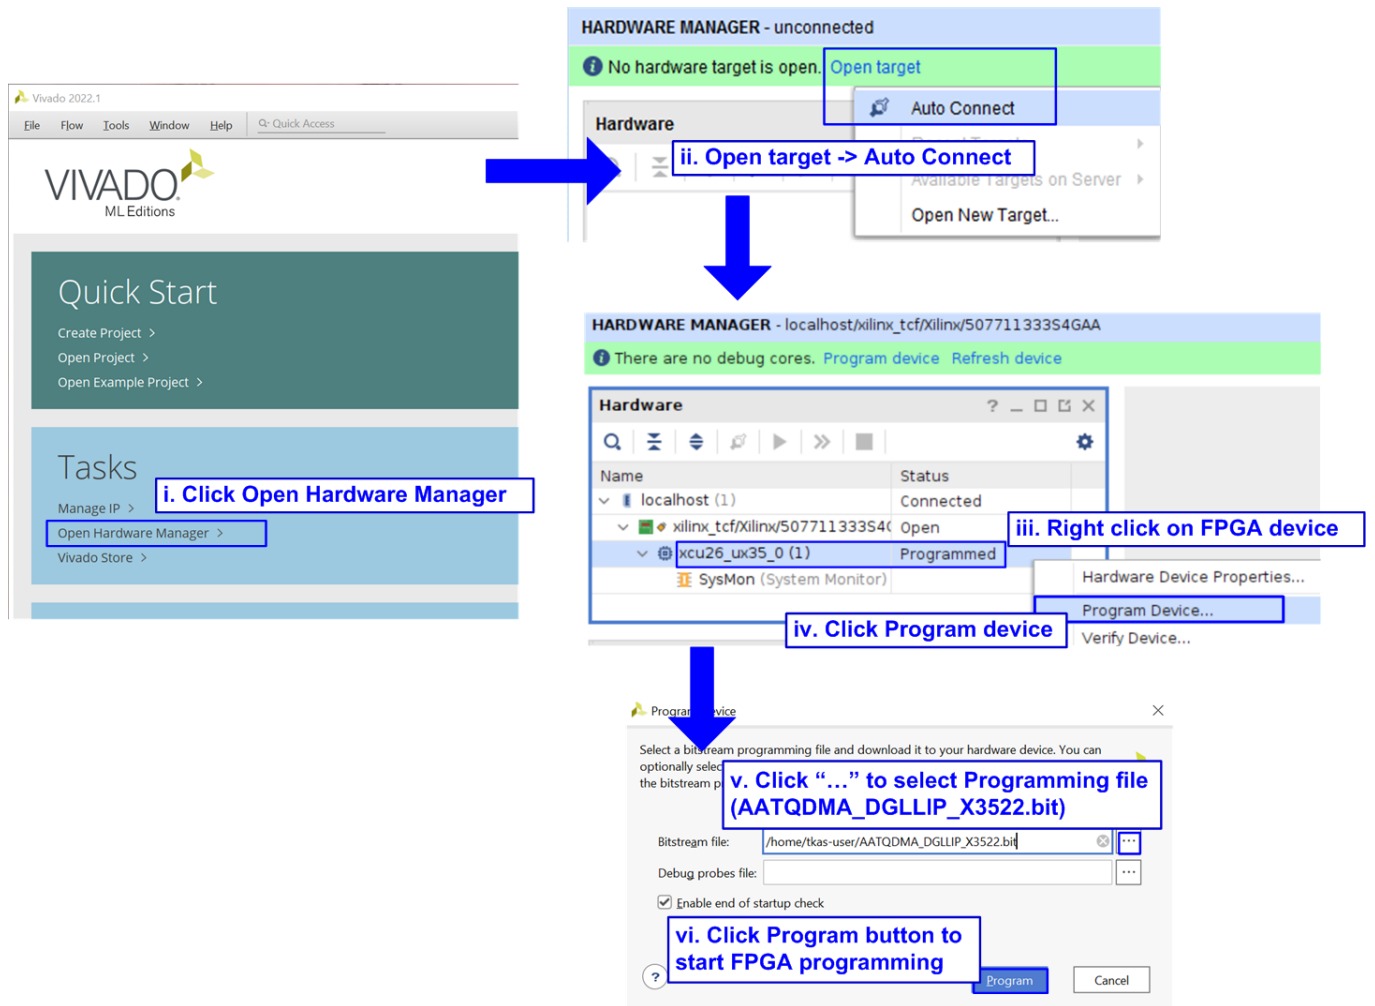 Vivado 2022.1
File Flow Tools Window Help Quick Access
VIVADO
ML Editions
Quick Start
Create Project >
Open Project >
Open Example Project >
Tasks
i. Click Open Hardware Manager
Manage IP >
Open Hardware Manager >
Vivado Store >
HARDWARE MANAGER - unconnected
No hardware target is open. Open target
Auto Connect
Hardware
ii. Open target -> Auto Connect
Available Targets on Server
Open New Target...
HARDWARE MANAGER - localhost/xilinx_tcf/Xilinx/507711333S4GAA
There are no debug cores. Program device Refresh device
Hardware ? _
Name Status
localhost (1) Connected
xilinx_tcf/Xilinx/507711333S4( Open
iii. Right click on FPGA device
xcu26_ux35_0 (1) Programmed
SysMon (System Monitor)
Hardware Device Properties...
Program Device...
iv. Click Program device
Verify Device...
Select a bitstream programming file and download it to your hardware device. You can
optionally selec
the bitstream p
v. Click “...” to select Programming file
(AATQDMA_DGLLIP_X3522.bit)
Bitstream file: /home/tkas-user/AATQDMA_DGLLIP_X3522.bit ...
Debug probes file: ...
Enable end of startup check
vi. Click Program button to
start FPGA programming
? Program Cancel